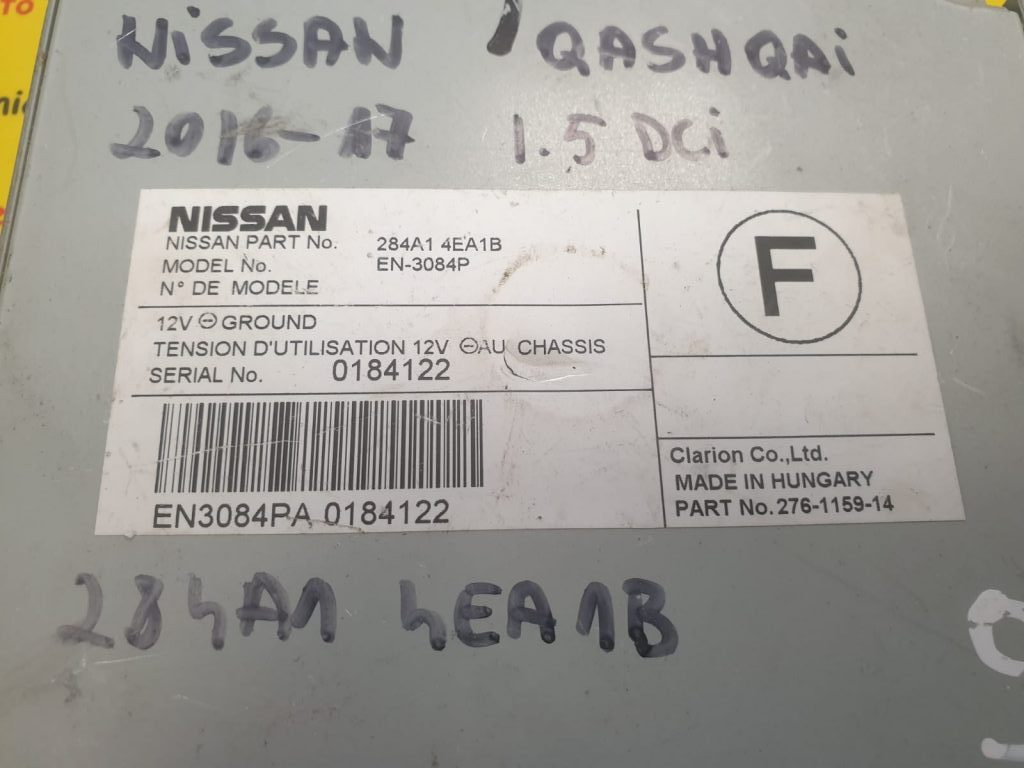 NiSSAN QASHQAi
2016-17 1.5 DCi
NISSAN
NISSAN PART No. 284A1 4EA1B
MODEL No. EN-3084P
N° DE MODELE
12V ⊖ GROUND
TENSION D'UTILISATION 12V ⊖AU CHASSIS
SERIAL No. 0184122
EN3084PA 0184122
F
Clarion Co.,Ltd.
MADE IN HUNGARY
PART No. 276-1159-14
284A1 4EA1B